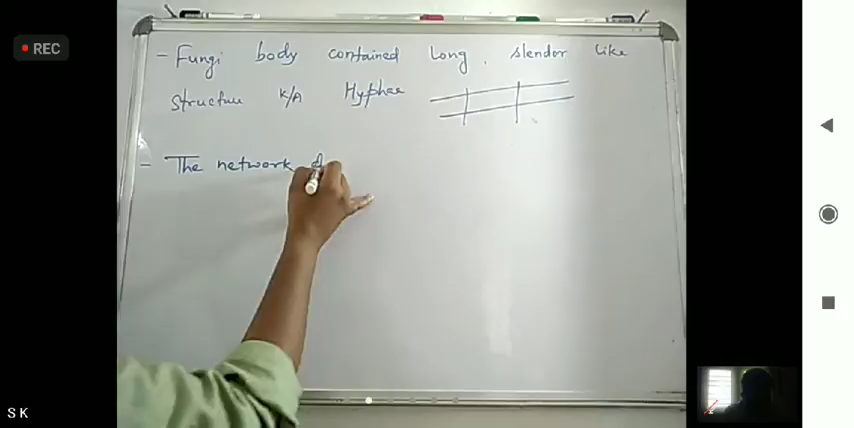 REC
- Fungi body contained long, slender like
structure K/A Hyphae
- The network
S K